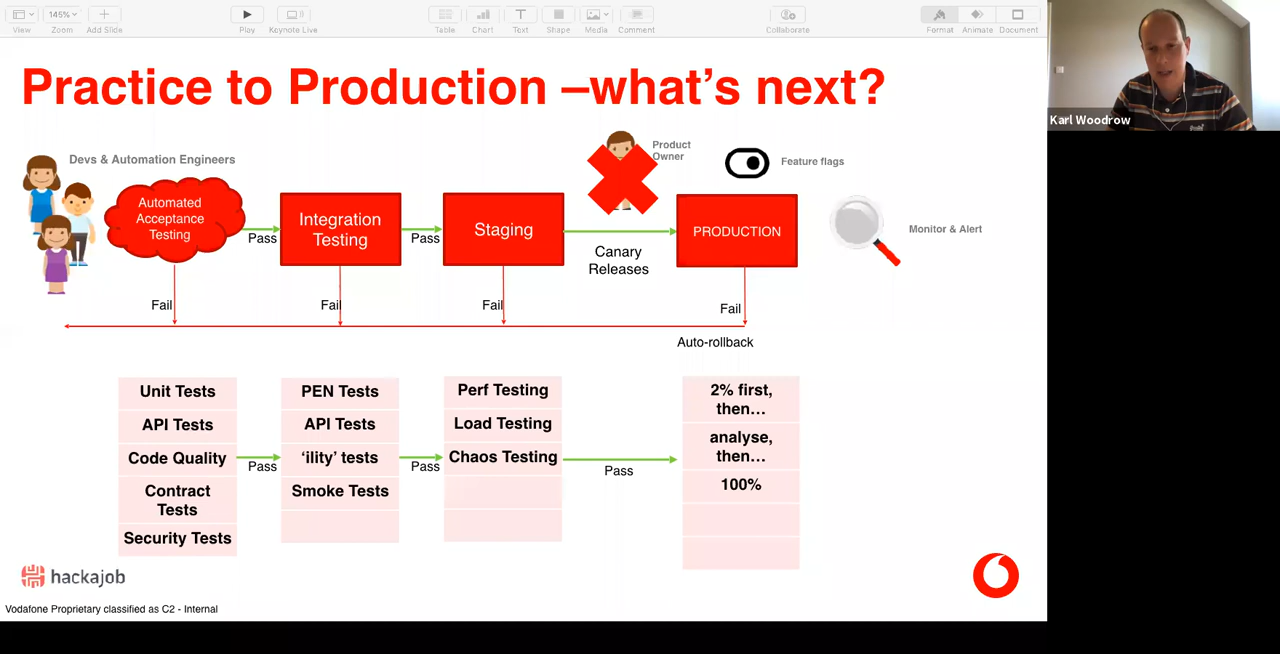 145%
View
Zoom
Add Slide
Play
Keynote Live
Table
Chart
Text
Shape
Media
Comment
Collaborate
Format
Animate
Document
Karl Woodrow
Practice to Production –what's next?
Devs & Automation Engineers
Product
Owner
Feature flags
Automated
Acceptance
Testing
Pass
Integration
Testing
Pass
Staging
Canary
Releases
PRODUCTION
Monitor & Alert
Fail
Fail
Fail
Fail
Auto-rollback
Unit Tests
API Tests
Code Quality
Contract
Tests
Security Tests
Pass
PEN Tests
API Tests
‘ility’ tests
Smoke Tests
Pass
Perf Testing
Load Testing
Chaos Testing
Pass
2% first,
then…
analyse,
then…
100%
hackajob
Vodafone Proprietary classified as C2 - Internal